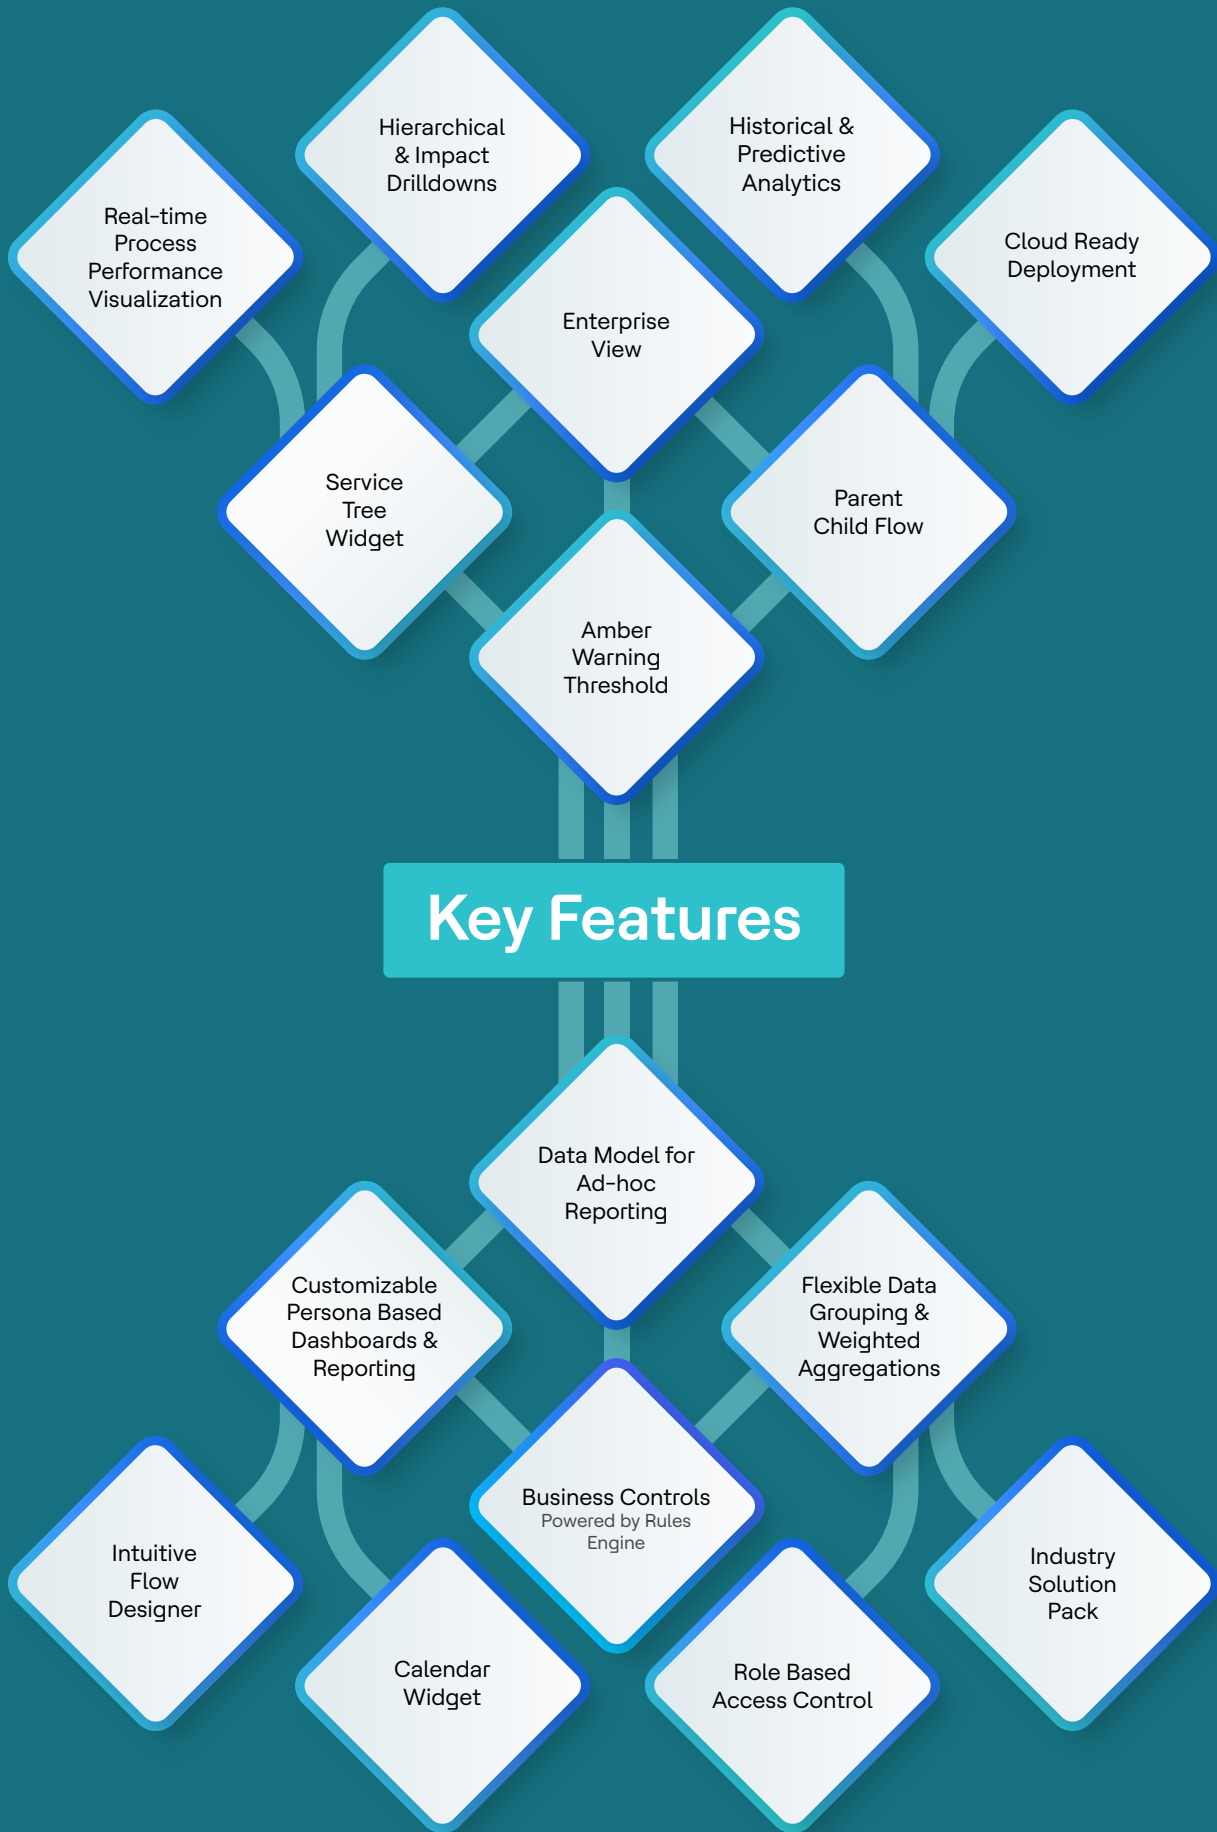 Hierarchical
& Impact
Drilldowns
Historical &
Predictive
Analytics
Real-time
Process
Performance
Visualization
Cloud Ready
Deployment
Enterprise
View
Service
Tree
Widget
Parent
Child Flow
Amber
Warning
Threshold
Key Features
Data Model for
Ad-hoc
Reporting
Customizable
Persona Based
Dashboards &
Reporting
Flexible Data
Grouping &
Weighted
Aggregations
Business Controls
Powered by Rules
Engine
Intuitive
Flow
Designer
Industry
Solution
Pack
Calendar
Widget
Role Based
Access Control